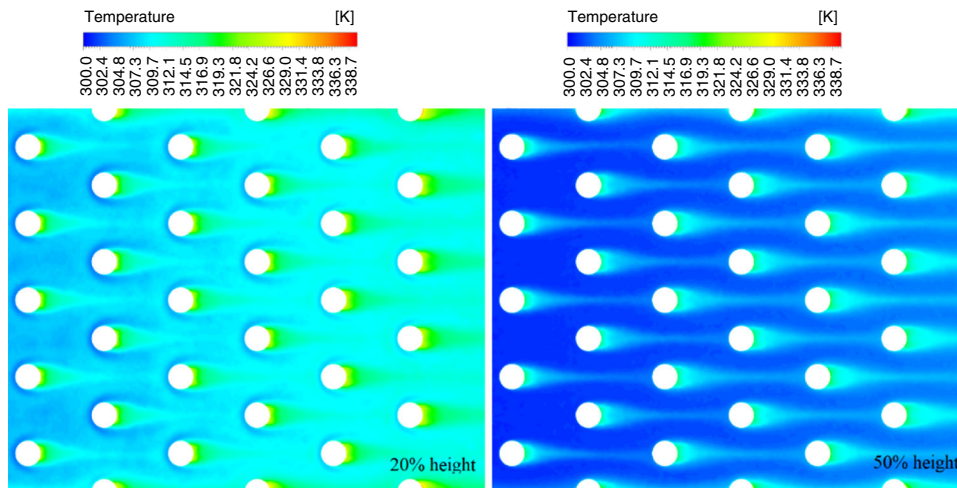 Temperature [K]
300.0 302.4 304.8 307.3 309.7 312.1 314.5 316.9 319.3 321.8 324.2 326.6 329.0 331.4 333.8 336.3 338.7
20% height
Temperature [K]
300.0 302.4 304.8 307.3 309.7 312.1 314.5 316.9 319.3 321.8 324.2 326.6 329.0 331.4 333.8 336.3 338.7
50% height